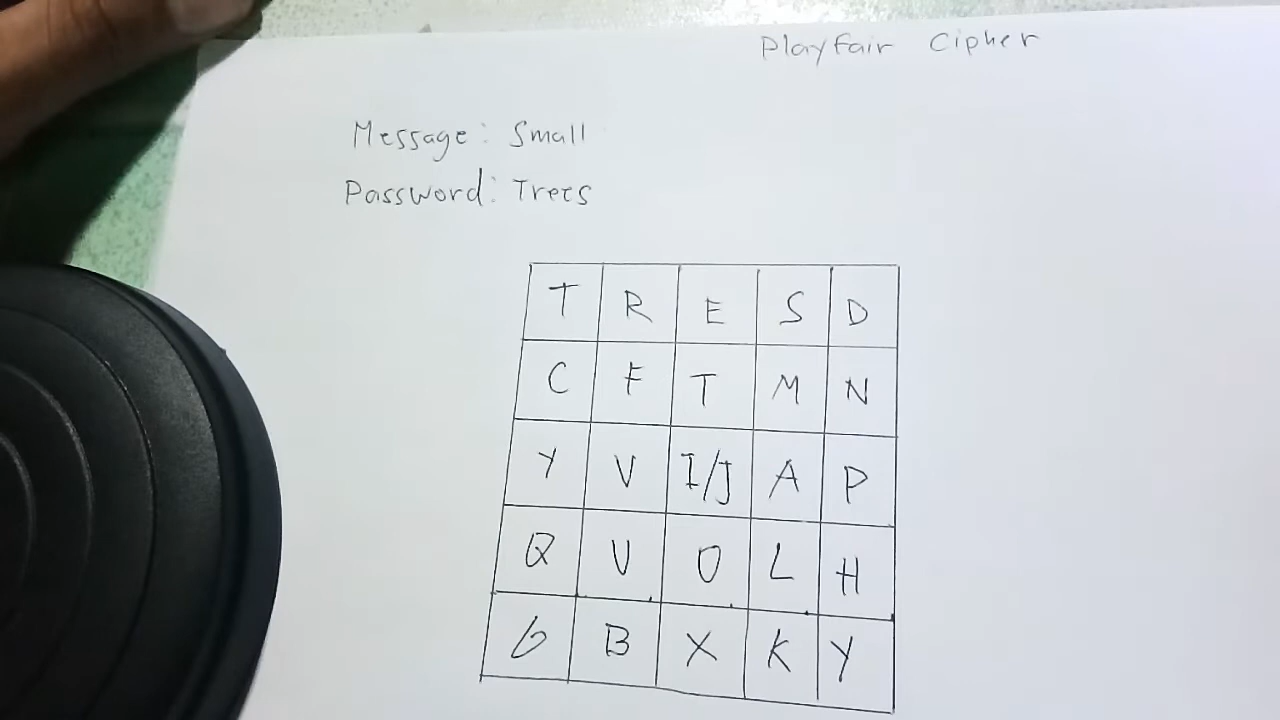 Playfair Cipher
Message: Small
Password: Trees
T R E S D
C F T M N
Y V I/J A P
Q U O L H
G B X K Y